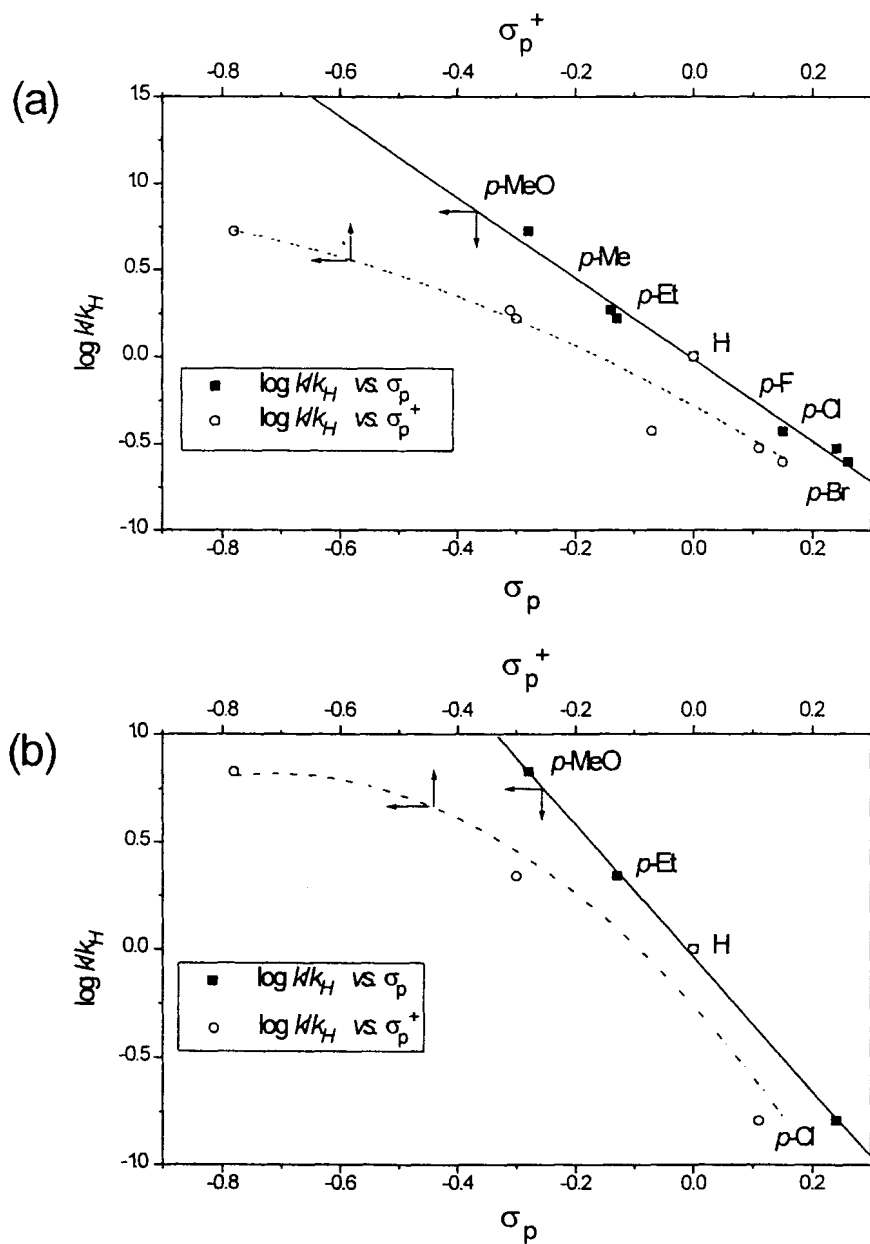 σp+
-0.8 -0.6 -0.4 -0.2 0.0 0.2
(a)
15
10
0.5
0.0
-0.5
-10
log k/kH
p-MeO
p-Me
p-Et
H
p-F
p-Cl
p-Br
log k/kH vs. σp
log k/kH vs. σp+
-0.8 -0.6 -0.4 -0.2 0.0 0.2
σp
σp+
-0.8 -0.6 -0.4 -0.2 0.0 0.2
(b)
10
0.5
0.0
-0.5
-10
log k/kH
p-MeO
p-Et
H
p-Cl
log k/kH vs. σp
log k/kH vs. σp+
-0.8 -0.6 -0.4 -0.2 0.0 0.2
σp